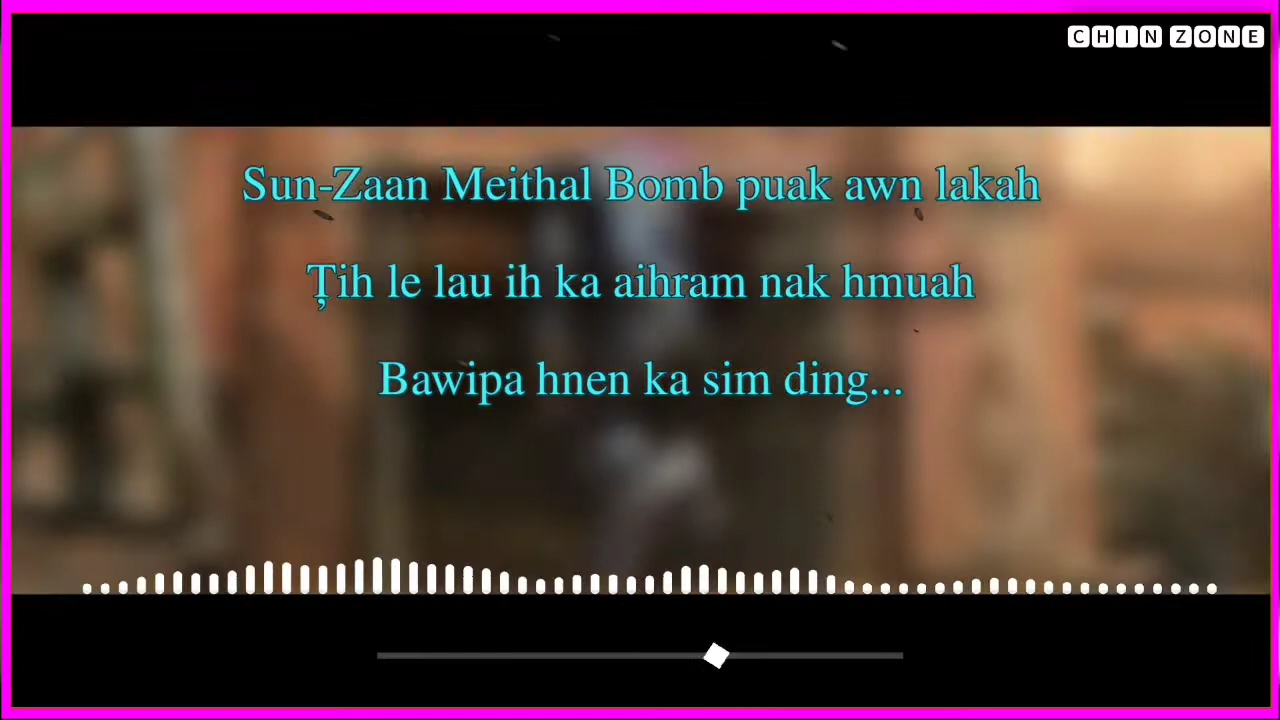 CHIN ZONE
Sun-Zaan Meithal Bomb puak awn lakah
Ţih le lau ih ka aihram nak hmuah
Bawipa hnen ka sim ding...